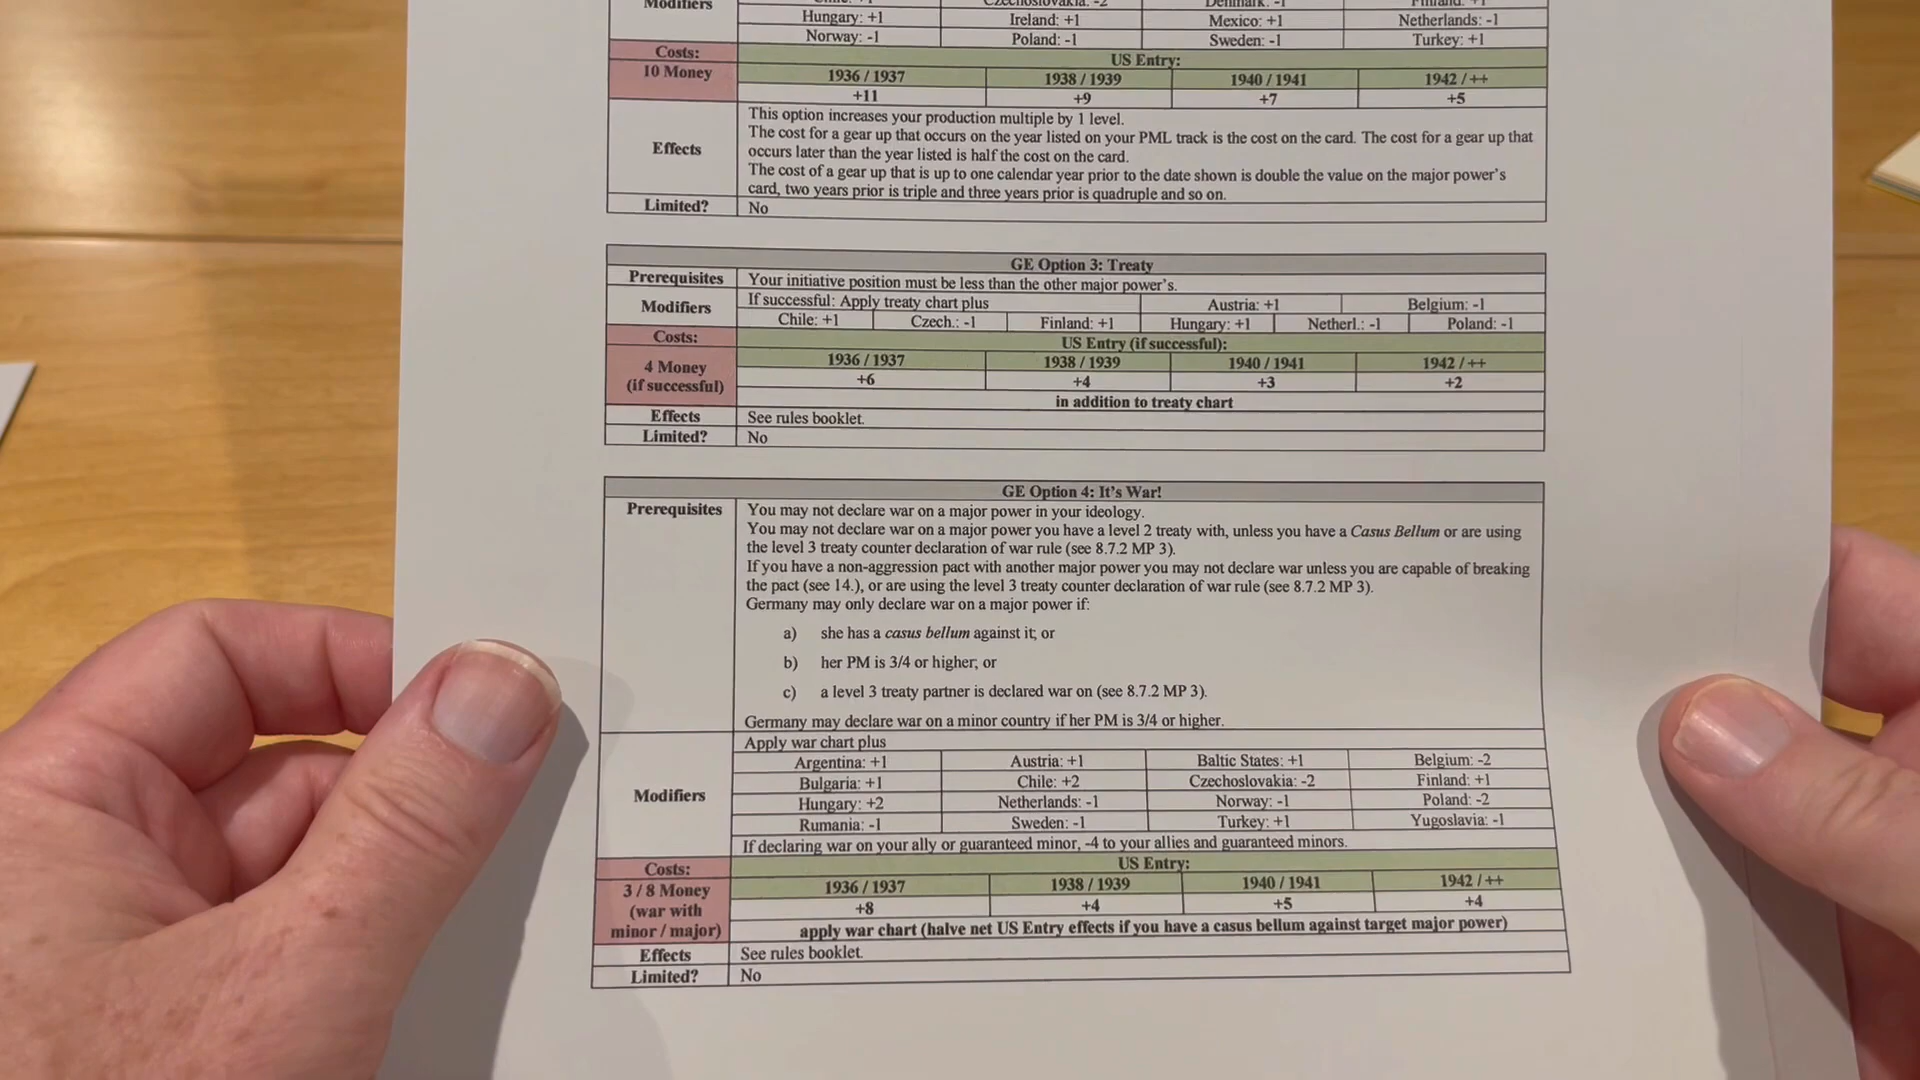 Modifiers
Czechoslovakia: -2 Denmark: -1
Hungary: +1 Ireland: +1 Mexico: +1 Netherlands: -1
Norway: -1 Poland: -1 Sweden: -1 Turkey: +1
Costs: US Entry:
10 Money 1936 / 1937 1938 / 1939 1940 / 1941 1942 / ++
+11 +9 +7 +5
Effects
This option increases your production multiple by 1 level.
The cost for a gear up that occurs on the year listed on your PML track is the cost on the card. The cost for a gear up that
occurs later than the year listed is half the cost on the card.
The cost of a gear up that is up to one calendar year prior to the date shown is double the value on the major power's
card, two years prior is triple and three years prior is quadruple and so on.
Limited? No
GE Option 3: Treaty
Prerequisites Your initiative position must be less than the other major power's.
Modifiers If successful: Apply treaty chart plus Austria: +1 Belgium: -1
Chile: +1 Czech.: -1 Finland: +1 Hungary: +1 Netherl.: -1 Poland: -1
Costs: US Entry (if successful):
4 Money
(if successful)
1936 / 1937 1938 / 1939 1940 / 1941 1942 / ++
+6 +4 +3 +2
in addition to treaty chart
Effects See rules booklet.
Limited? No
GE Option 4: It's War!
Prerequisites You may not declare war on a major power in your ideology.
You may not declare war on a major power you have a level 2 treaty with, unless you have a Casus Bellum or are using
the level 3 treaty counter declaration of war rule (see 8.7.2 MP 3).
If you have a non-aggression pact with another major power you may not declare war unless you are capable of breaking
the pact (see 14.), or are using the level 3 treaty counter declaration of war rule (see 8.7.2 MP 3).
Germany may only declare war on a major power if:
a) she has a casus bellum against it; or
b) her PM is 3/4 or higher; or
c) a level 3 treaty partner is declared war on (see 8.7.2 MP 3).
Germany may declare war on a minor country if her PM is 3/4 or higher.
Modifiers
Apply war chart plus
Argentina: +1 Austria: +1 Baltic States: +1 Belgium: -2
Bulgaria: +1 Chile: +2 Czechoslovakia: -2 Finland: +1
Hungary: +2 Netherlands: -1 Norway: -1 Poland: -2
Rumania: -1 Sweden: -1 Turkey: +1 Yugoslavia: -1
If declaring war on your ally or guaranteed minor, -4 to your allies and guaranteed minors.
Costs: US Entry:
3 / 8 Money
(war with
minor / major)
1936 / 1937 1938 / 1939 1940 / 1941 1942 / ++
+8 +4 +5 +4
apply war chart (halve net US Entry effects if you have a casus bellum against target major power)
Effects See rules booklet.
Limited? No